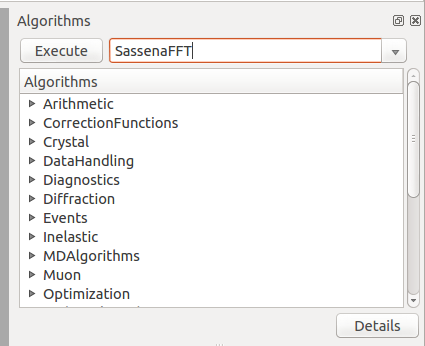 Algorithms
Execute SassenaFFT
Algorithms
Arithmetic
CorrectionFunctions
Crystal
DataHandling
Diagnostics
Diffraction
Events
Inelastic
MDAlgorithms
Muon
Optimization
Details